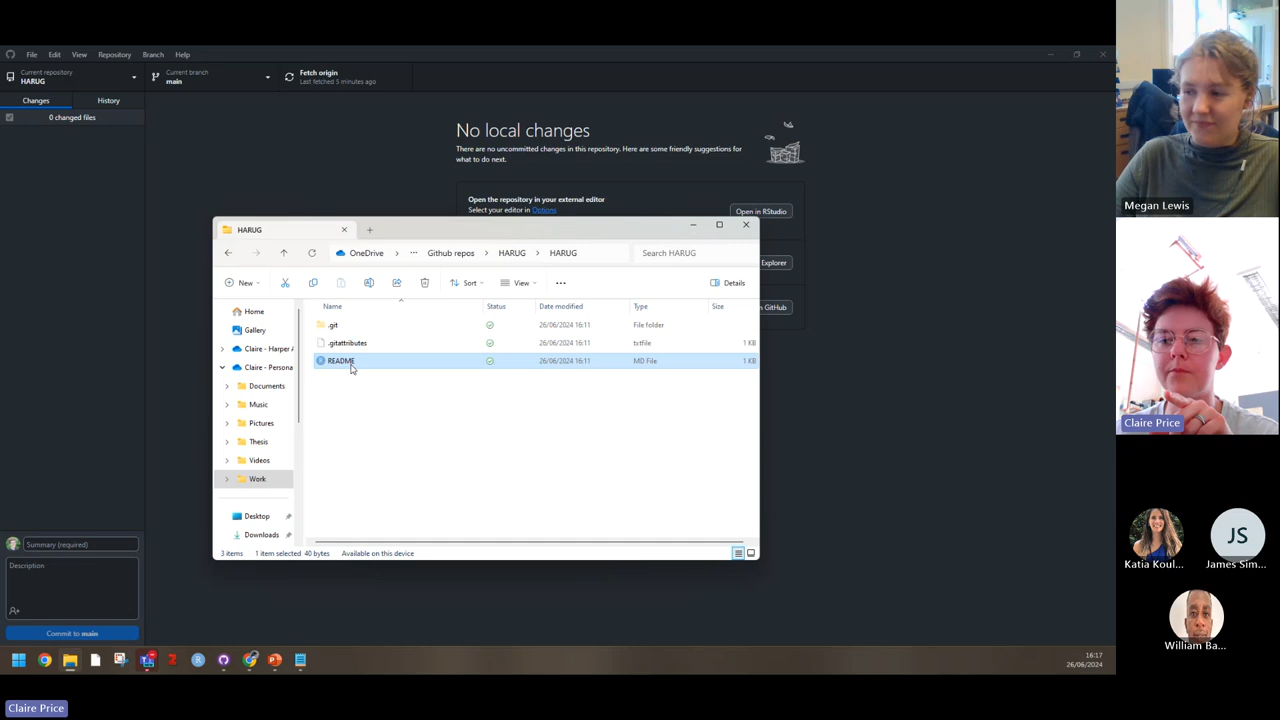 File Edit View Repository Branch Help
Current repository
HARUG
Current branch
main
Fetch origin
Last fetched 5 minutes ago
Changes History
0 changed files
No local changes
There are no uncommitted changes in this repository. Here are some friendly suggestions for
what to do next.
Open the repository in your external editor
Select your editor in Options
Open in RStudio
Explorer
n GitHub
HARUG
OneDrive ... Github repos HARUG HARUG Search HARUG
New Sort View ... Details
Name Status Date modified Type Size
.git 26/06/2024 16:11 File folder
.gitattributes 26/06/2024 16:11 txtfile 1 KB
README 26/06/2024 16:11 MD File 1 KB
Home
Gallery
Claire - Harper A
Claire - Persona
Documents
Music
Pictures
Thesis
Videos
Work
Desktop
Downloads
3 items 1 item selected 40 bytes Available on this device
Summary (required)
Description
Commit to main
16:17
26/06/2024
Claire Price
Megan Lewis
Claire Price
JS
Katia Koul... James Sim...
William Ba...